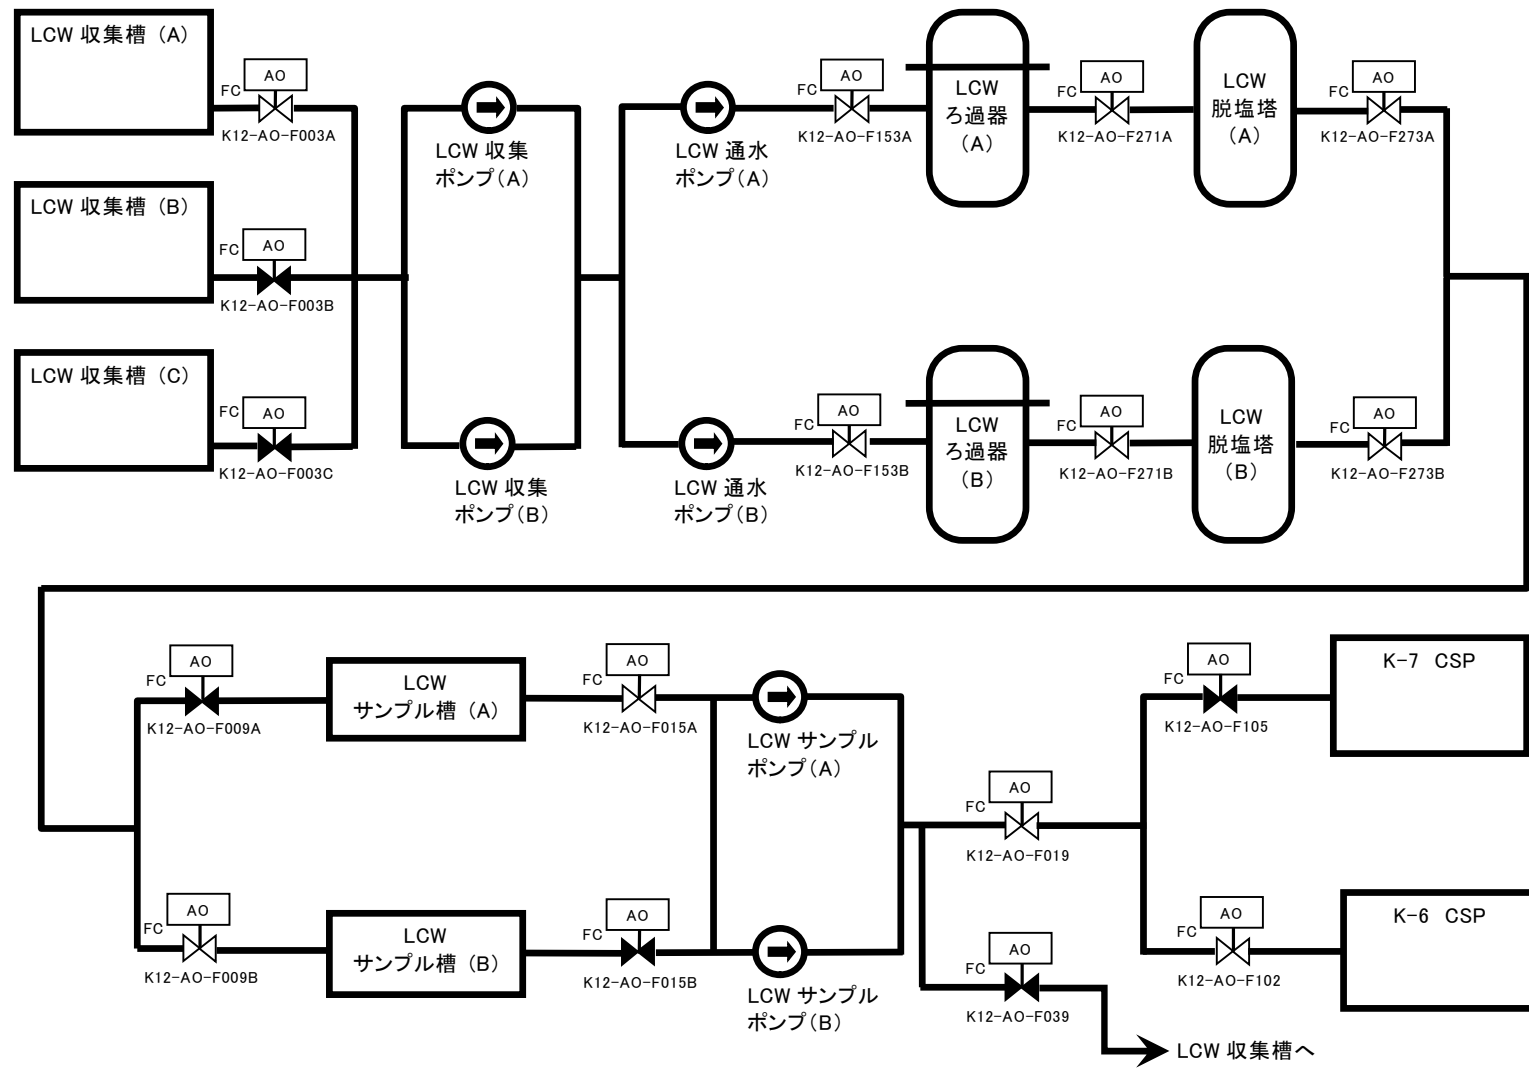 LCW 収集槽 (A)
FC
AO
K12-AO-F003A
LCW 収集
ポンプ(A)
LCW 通水
ポンプ(A)
FC
AO
K12-AO-F153A
LCW
ろ過器
(A)
FC
AO
K12-AO-F271A
LCW
脱塩塔
(A)
FC
AO
K12-AO-F273A
LCW 収集槽 (B)
FC
AO
K12-AO-F003B
LCW 収集槽 (C)
FC
AO
K12-AO-F003C
LCW 収集
ポンプ(B)
LCW 通水
ポンプ(B)
FC
AO
K12-AO-F153B
LCW
ろ過器
(B)
FC
AO
K12-AO-F271B
LCW
脱塩塔
(B)
FC
AO
K12-AO-F273B
FC
AO
K12-AO-F009A
LCW
サンプル槽 (A)
FC
AO
K12-AO-F015A
LCW サンプル
ポンプ(A)
FC
AO
K12-AO-F019
FC
AO
K12-AO-F105
K-7 CSP
FC
AO
K12-AO-F009B
LCW
サンプル槽 (B)
FC
AO
K12-AO-F015B
LCW サンプル
ポンプ(B)
FC
AO
K12-AO-F039
FC
AO
K12-AO-F102
K-6 CSP
LCW 収集槽へ